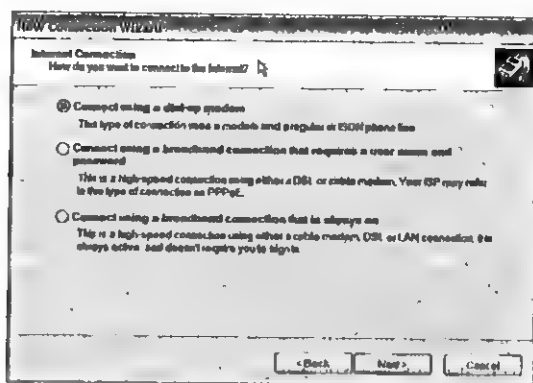 New Connection Wizard
Internet Connection
How do you want to connect to the Internet?
Connect using a dial-up modem
This type of connection uses a modem and a regular or ISDN phone line
Connect using a broadband connection that requires a user name and
password
This is a high-speed connection using either a DSL or cable modem. Your ISP may refer
to this type of connection as PPPoE.
Connect using a broadband connection that is always on
This is a high-speed connection using either a cable modem, DSL or LAN connection. It is
always active, and doesn't require you to sign in.
< Back
Next >
Cancel